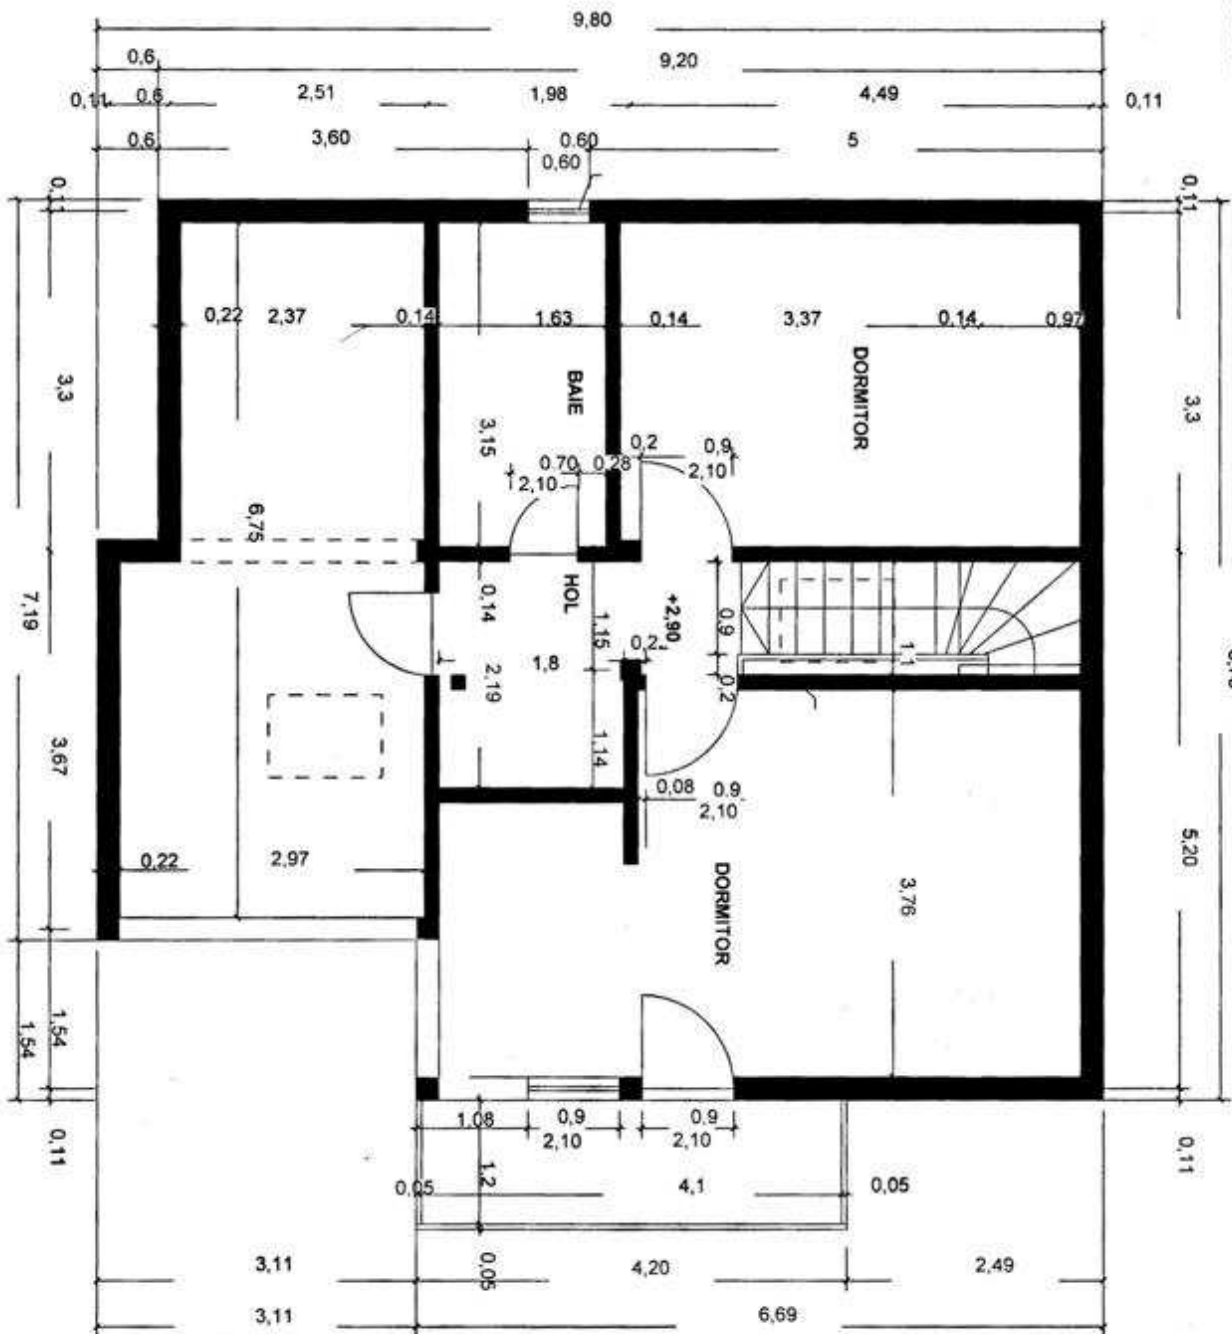 9,80
0,6 9,20
0,11 0,6 2,51 1,98 4,49 0,11
0,6 3,60 0,60 5
0,60
0,11 0,11
0,22 2,37 0,14 1,63 0,14 3,37 0,14 0,97
3,3 BAIE DORMITOR 3,3
3,15 0,2 0,9
0,70 0,28 2,10
2,10
6,75
7,19 0,14 HOL 1,15 +2,90 0,9
2,19 1,8 0,2 1,1
0,2
3,67 1,14
0,08 0,9
2,10
0,22 2,97 DORMITOR 3,76 5,20
1,54 1,54
1,08 0,9 0,9
2,10 2,10
0,11 0,11
0,05 1,2 4,1 0,05
3,11 0,05 4,20 2,49
3,11 6,69